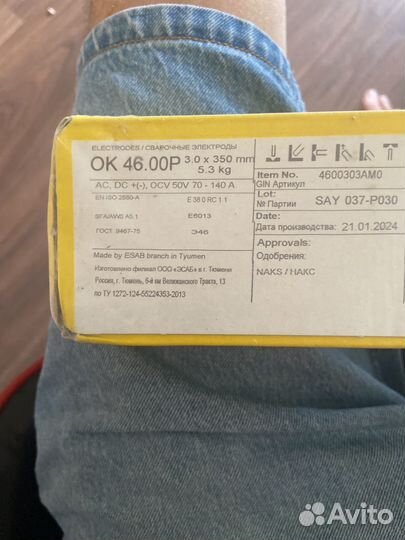 ELECTRODES / СВАРОЧНЫЕ ЭЛЕКТРОДЫ
OK 46.00P 3.0 x 350 mm
5.3 kg
AC, DC +(-), OCV 50V 70 - 140 A
EN ISO 2560-A E 38 0 RC 1 1
SFA/AWS A5.1 E6013
ГОСТ 9467-75 Э46
Made by ESAB branch in Tyumen
Изготовлено филиал ООО «ЭСАБ» в г. Тюмени
Россия, г. Тюмень, 6-й км Велижанского Тракта, 13
по ТУ 1272-124-55224353-2013
Item No. 4600303AM0
GIN Артикул
Lot: SAY 037-P030
№ Партии
Date:
Дата производства: 21.01.2024
Approvals:
Одобрения:
NAKS / НАКС
Avito